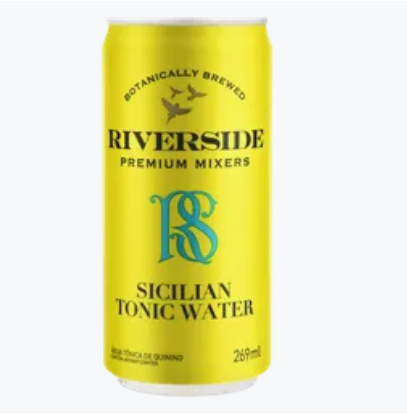 BOTANICALLY BREWED
RIVERSIDE
PREMIUM MIXERS
RS
SICILIAN
TONIC WATER
ÁGUA TÔNICA DE QUININO
269ml